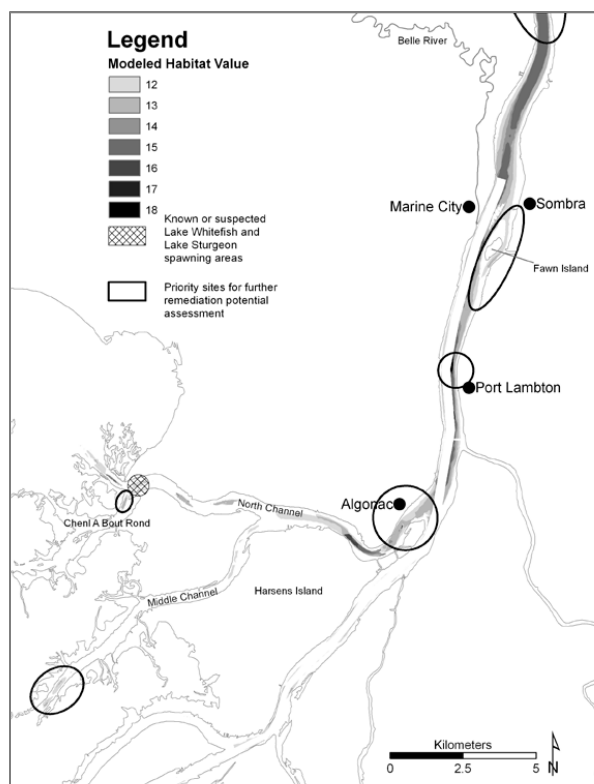 Legend
Modeled Habitat Value
12
13
14
15
16
17
18
Known or suspected
Lake Whitefish and
Lake Sturgeon
spawning areas
Priority sites for further
remediation potential
assessment
Belle River
Marine City
Sombra
Fawn Island
Port Lambton
Algonac
North Channel
Chenl A Bout Rond
Middle Channel
Harsens Island
Kilometers
0 2.5 5
N